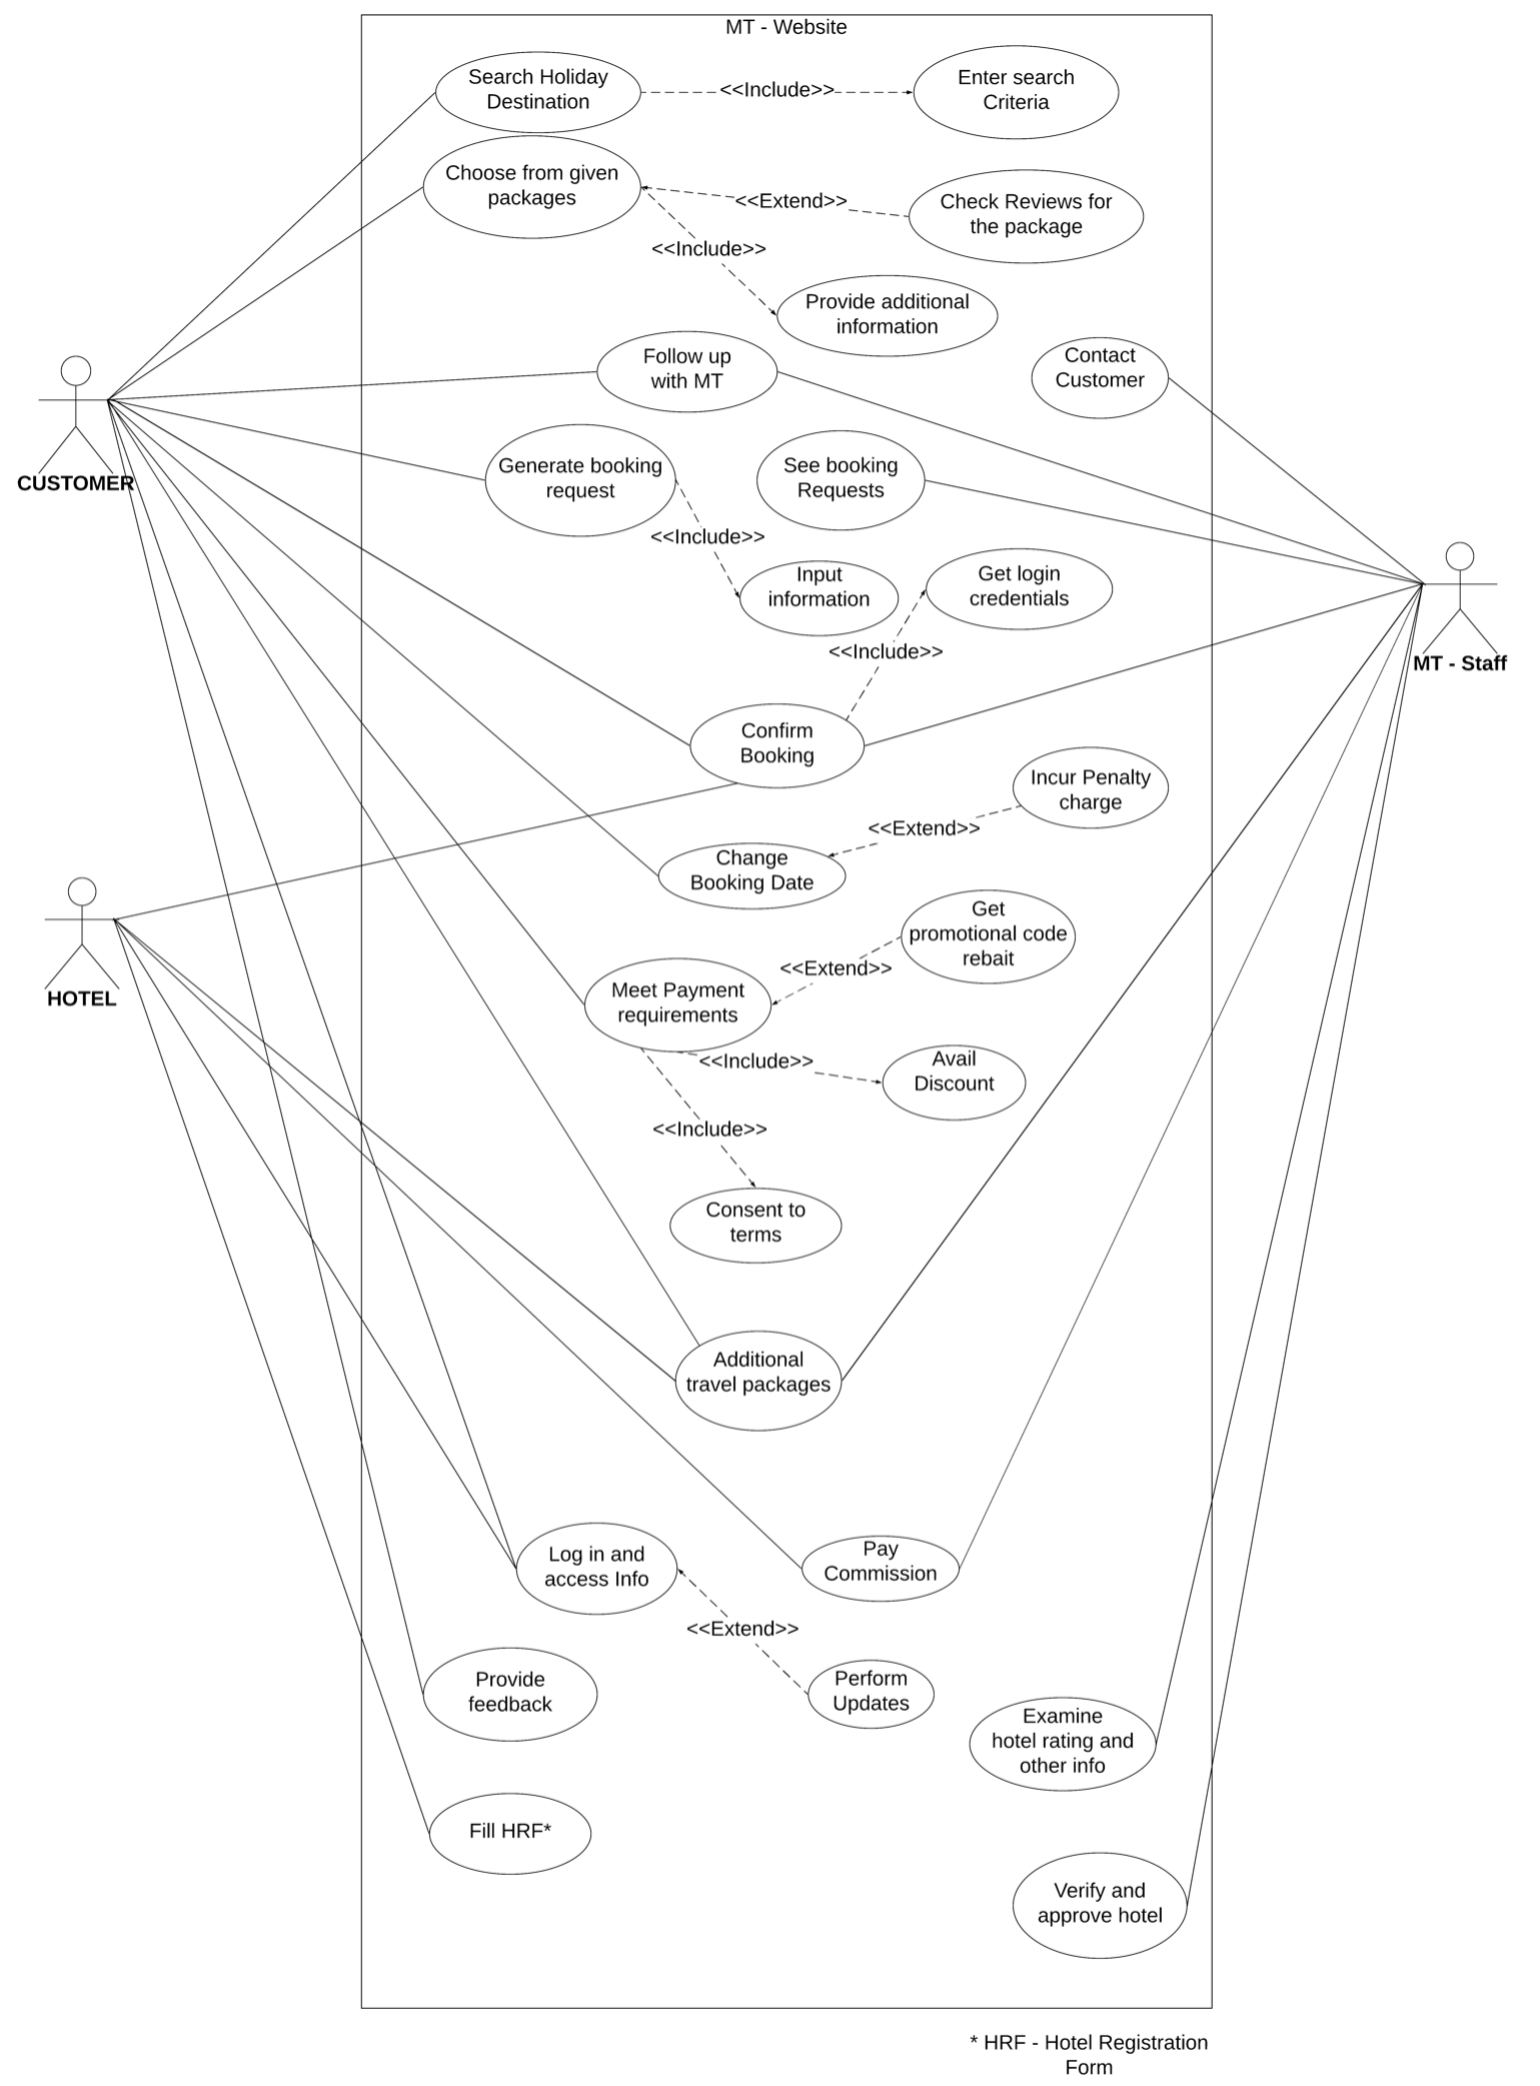 MT - Website
Search Holiday
Destination
<<Include>>
Enter search
Criteria
Choose from given
packages
<<Extend>>
Check Reviews for
the package
<<Include>>
Provide additional
information
Follow up
with MT
Contact
Customer
CUSTOMER
Generate booking
request
See booking
Requests
<<Include>>
Input
information
Get login
credentials
<<Include>>
MT - Staff
Confirm
Booking
Incur Penalty
charge
<<Extend>>
Change
Booking Date
HOTEL
Get
promotional code
rebait
<<Extend>>
Meet Payment
requirements
<<Include>>
Avail
Discount
<<Include>>
Consent to
terms
Additional
travel packages
Log in and
access Info
Pay
Commission
<<Extend>>
Provide
feedback
Perform
Updates
Examine
hotel rating and
other info
Fill HRF*
Verify and
approve hotel
* HRF - Hotel Registration
Form